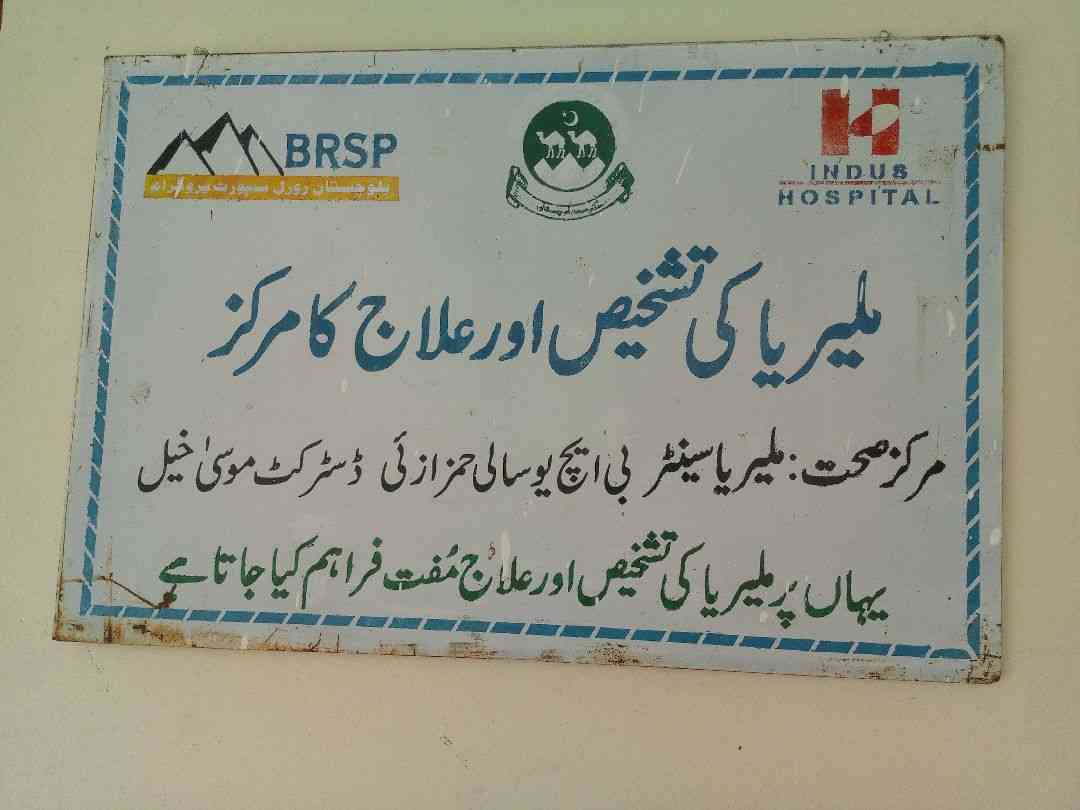 BRSP
بلوچستان رورل سپورٹ پروگرام
INDUS
HOSPITAL
ملیریا کی تشخیص اور علاج کا مرکز
مرکز صحت: ملیریا سینٹر بی ایچ یو سالی حمزازئی ڈسٹرکٹ موسیٰ خیل
یہاں پر ملیریا کی تشخیص اور علاج مُفت فراہم کیا جاتا ہے